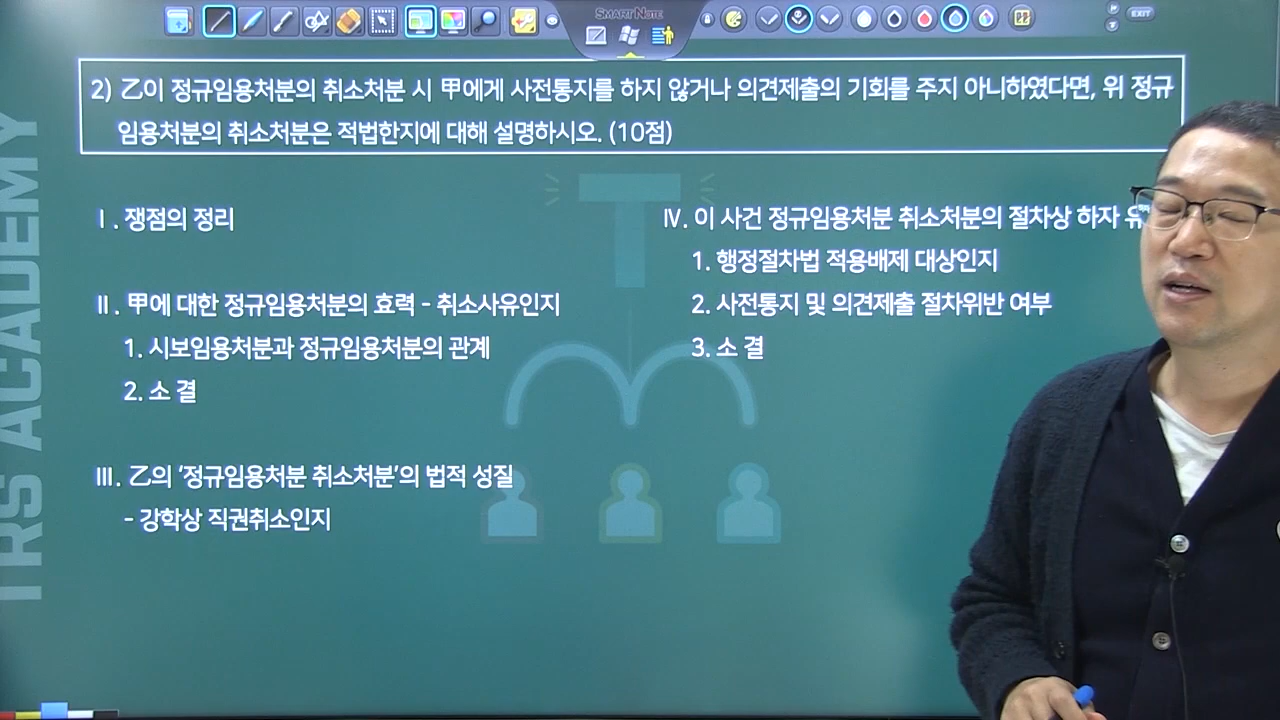 SMART NOTE
EXIT
2) 乙이 정규임용처분의 취소처분 시 甲에게 사전통지를 하지 않거나 의견제출의 기회를 주지 아니하였다면, 위 정규
임용처분의 취소처분은 적법한지에 대해 설명하시오. (10점)
Ⅰ. 쟁점의 정리
Ⅱ. 甲에 대한 정규임용처분의 효력 - 취소사유인지
1. 시보임용처분과 정규임용처분의 관계
2. 소 결
Ⅲ. 乙의 '정규임용처분 취소처분'의 법적 성질
- 강학상 직권취소인지
Ⅳ. 이 사건 정규임용처분 취소처분의 절차상 하자 유
1. 행정절차법 적용배제 대상인지
2. 사전통지 및 의견제출 절차위반 여부
3. 소 결
TRS ACADEMY